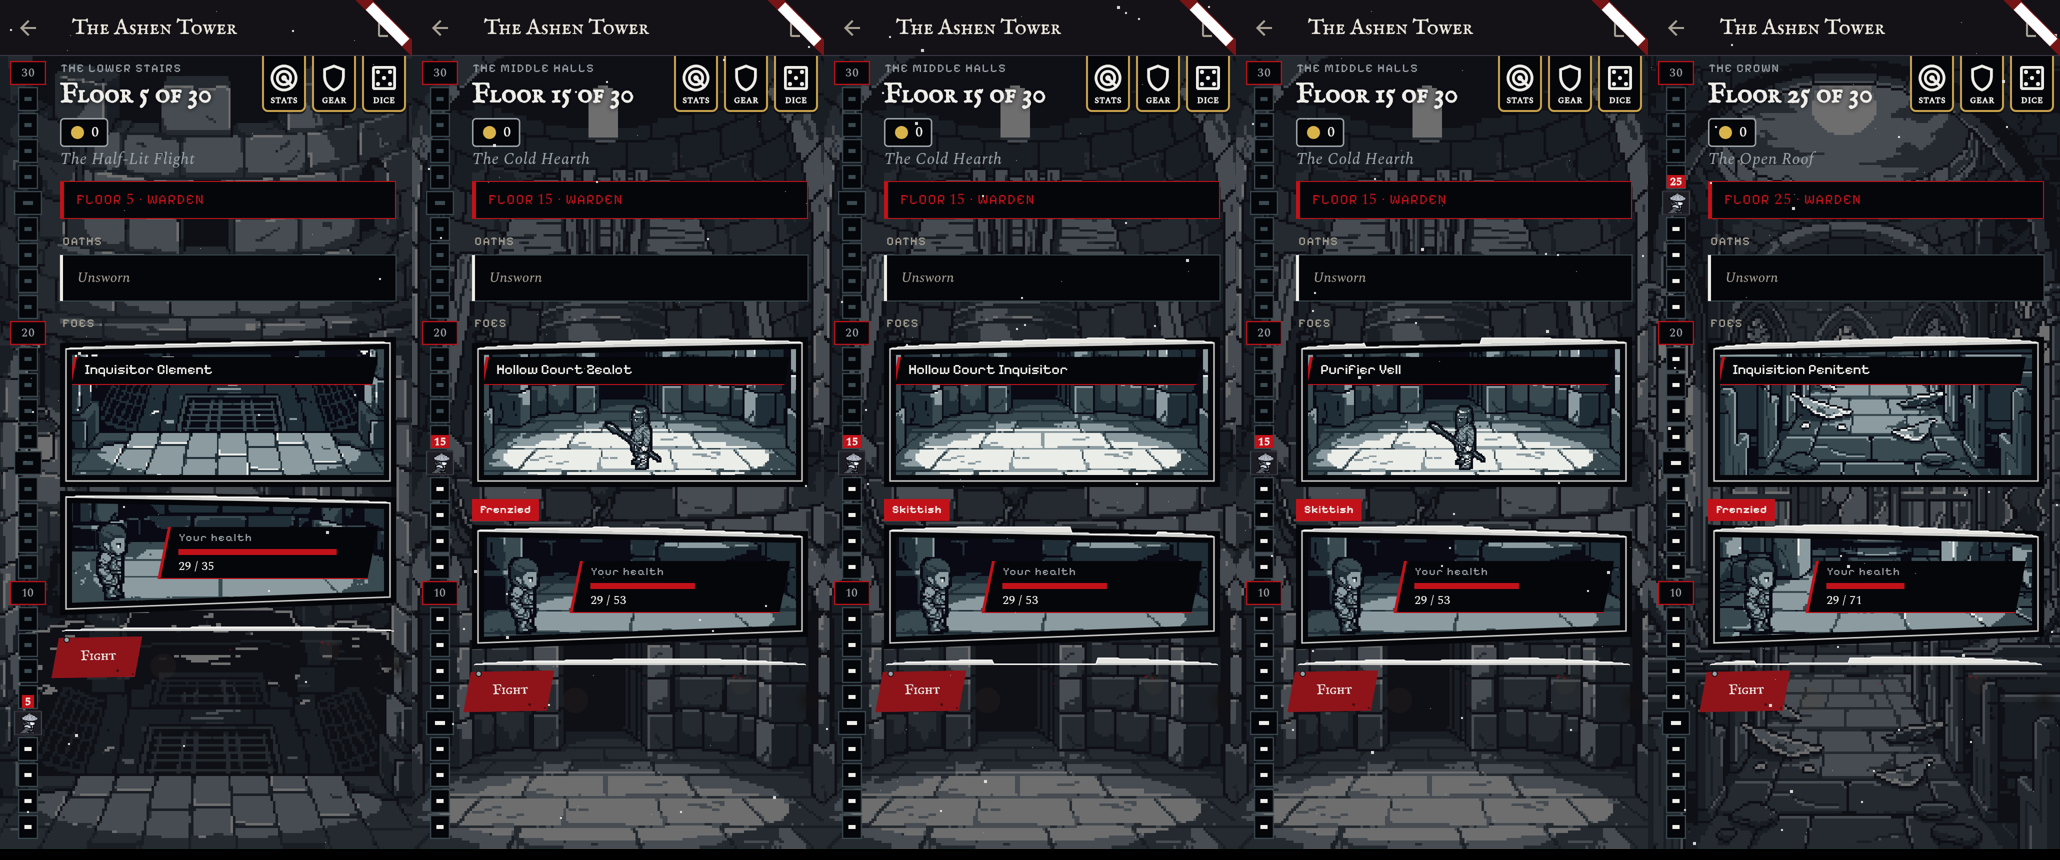 The Ashen Tower
30
THE LOWER STAIRS
Floor 5 of 30
STATS
GEAR
DICE
0
The Half-Lit Flight
FLOOR 5 · WARDEN
OATHS
Unsworn
FOES
20
Inquisitor Clement
Your health
29 / 35
10
Fight
5
The Ashen Tower
30
THE MIDDLE HALLS
Floor 15 of 30
STATS
GEAR
DICE
0
The Cold Hearth
FLOOR 15 · WARDEN
OATHS
Unsworn
FOES
20
Hollow Court Zealot
15
Frenzied
Your health
29 / 53
10
Fight
The Ashen Tower
30
THE MIDDLE HALLS
Floor 15 of 30
STATS
GEAR
DICE
0
The Cold Hearth
FLOOR 15 · WARDEN
OATHS
Unsworn
FOES
20
Hollow Court Inquisitor
15
Skittish
Your health
29 / 53
10
Fight
The Ashen Tower
30
THE MIDDLE HALLS
Floor 15 of 30
STATS
GEAR
DICE
0
The Cold Hearth
FLOOR 15 · WARDEN
OATHS
Unsworn
FOES
20
Purifier Vell
15
Skittish
Your health
29 / 53
10
Fight
The Ashen Tower
30
THE CROWN
Floor 25 of 30
STATS
GEAR
DICE
0
The Open Roof
25
FLOOR 25 · WARDEN
OATHS
Unsworn
FOES
20
Inquisition Penitent
Frenzied
Your health
29 / 71
10
Fight